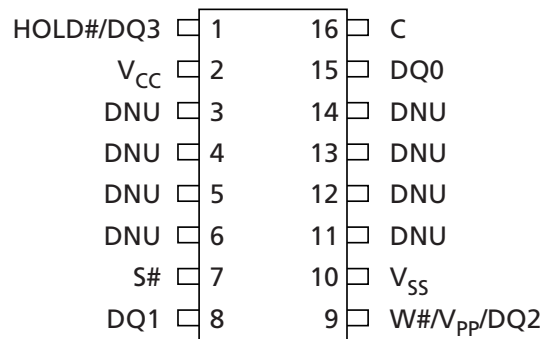 HOLD#/DQ3 1 16 C
VCC 2 15 DQ0
DNU 3 14 DNU
DNU 4 13 DNU
DNU 5 12 DNU
DNU 6 11 DNU
S# 7 10 VSS
DQ1 8 9 W#/VPP/DQ2